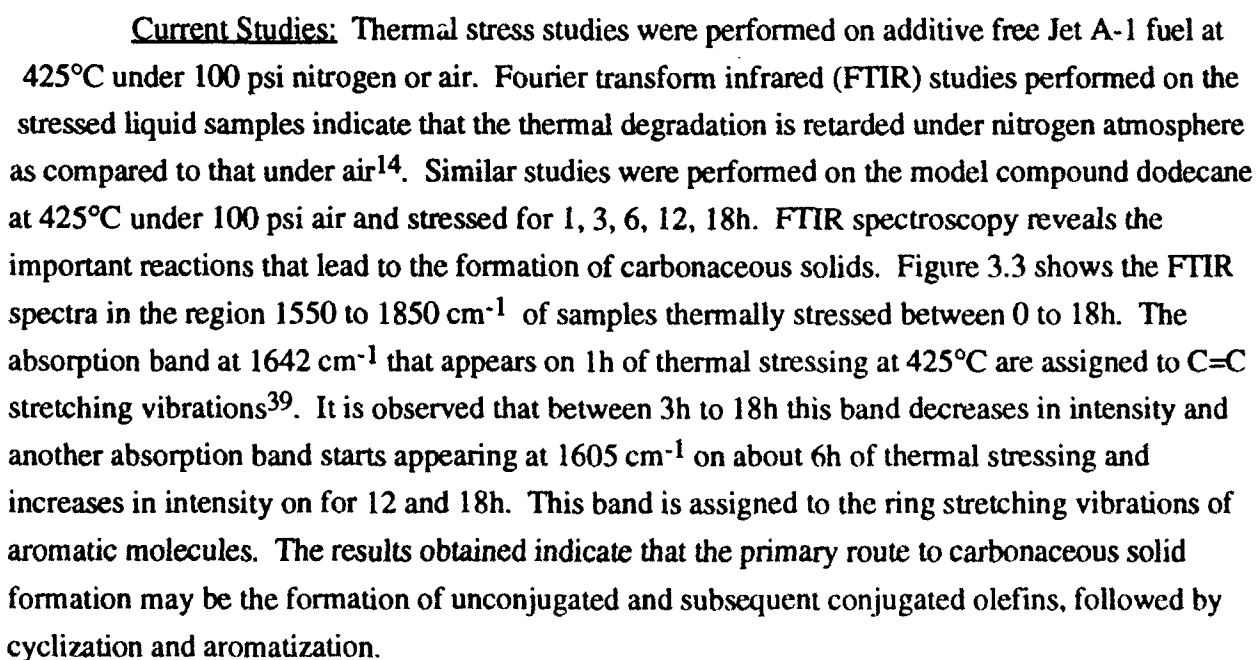 Current Studies: Thermal stress studies were performed on additive free Jet A-1 fuel at
425°C under 100 psi nitrogen or air. Fourier transform infrared (FTIR) studies performed on the
stressed liquid samples indicate that the thermal degradation is retarded under nitrogen atmosphere
as compared to that under air14. Similar studies were performed on the model compound dodecane
at 425°C under 100 psi air and stressed for 1, 3, 6, 12, 18h. FTIR spectroscopy reveals the
important reactions that lead to the formation of carbonaceous solids. Figure 3.3 shows the FTIR
spectra in the region 1550 to 1850 cm-1 of samples thermally stressed between 0 to 18h. The
absorption band at 1642 cm-1 that appears on 1h of thermal stressing at 425°C are assigned to C=C
stretching vibrations39. It is observed that between 3h to 18h this band decreases in intensity and
another absorption band starts appearing at 1605 cm-1 on about 6h of thermal stressing and
increases in intensity on for 12 and 18h. This band is assigned to the ring stretching vibrations of
aromatic molecules. The results obtained indicate that the primary route to carbonaceous solid
formation may be the formation of unconjugated and subsequent conjugated olefins, followed by
cyclization and aromatization.